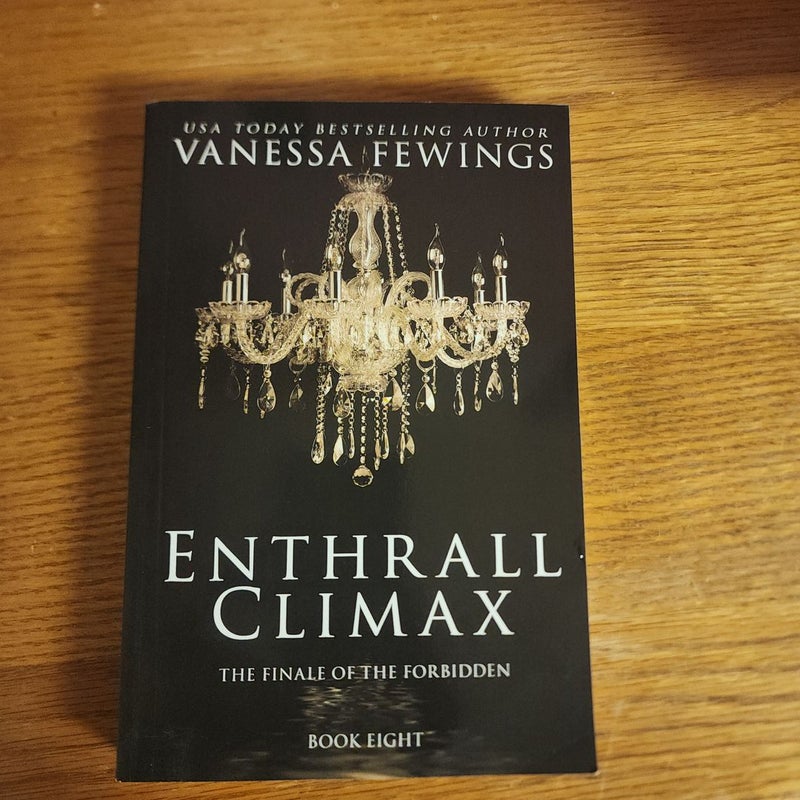 USA TODAY BESTSELLING AUTHOR
VANESSA FEWINGS
ENTHRALL
CLIMAX
THE FINALE OF THE FORBIDDEN
BOOK EIGHT